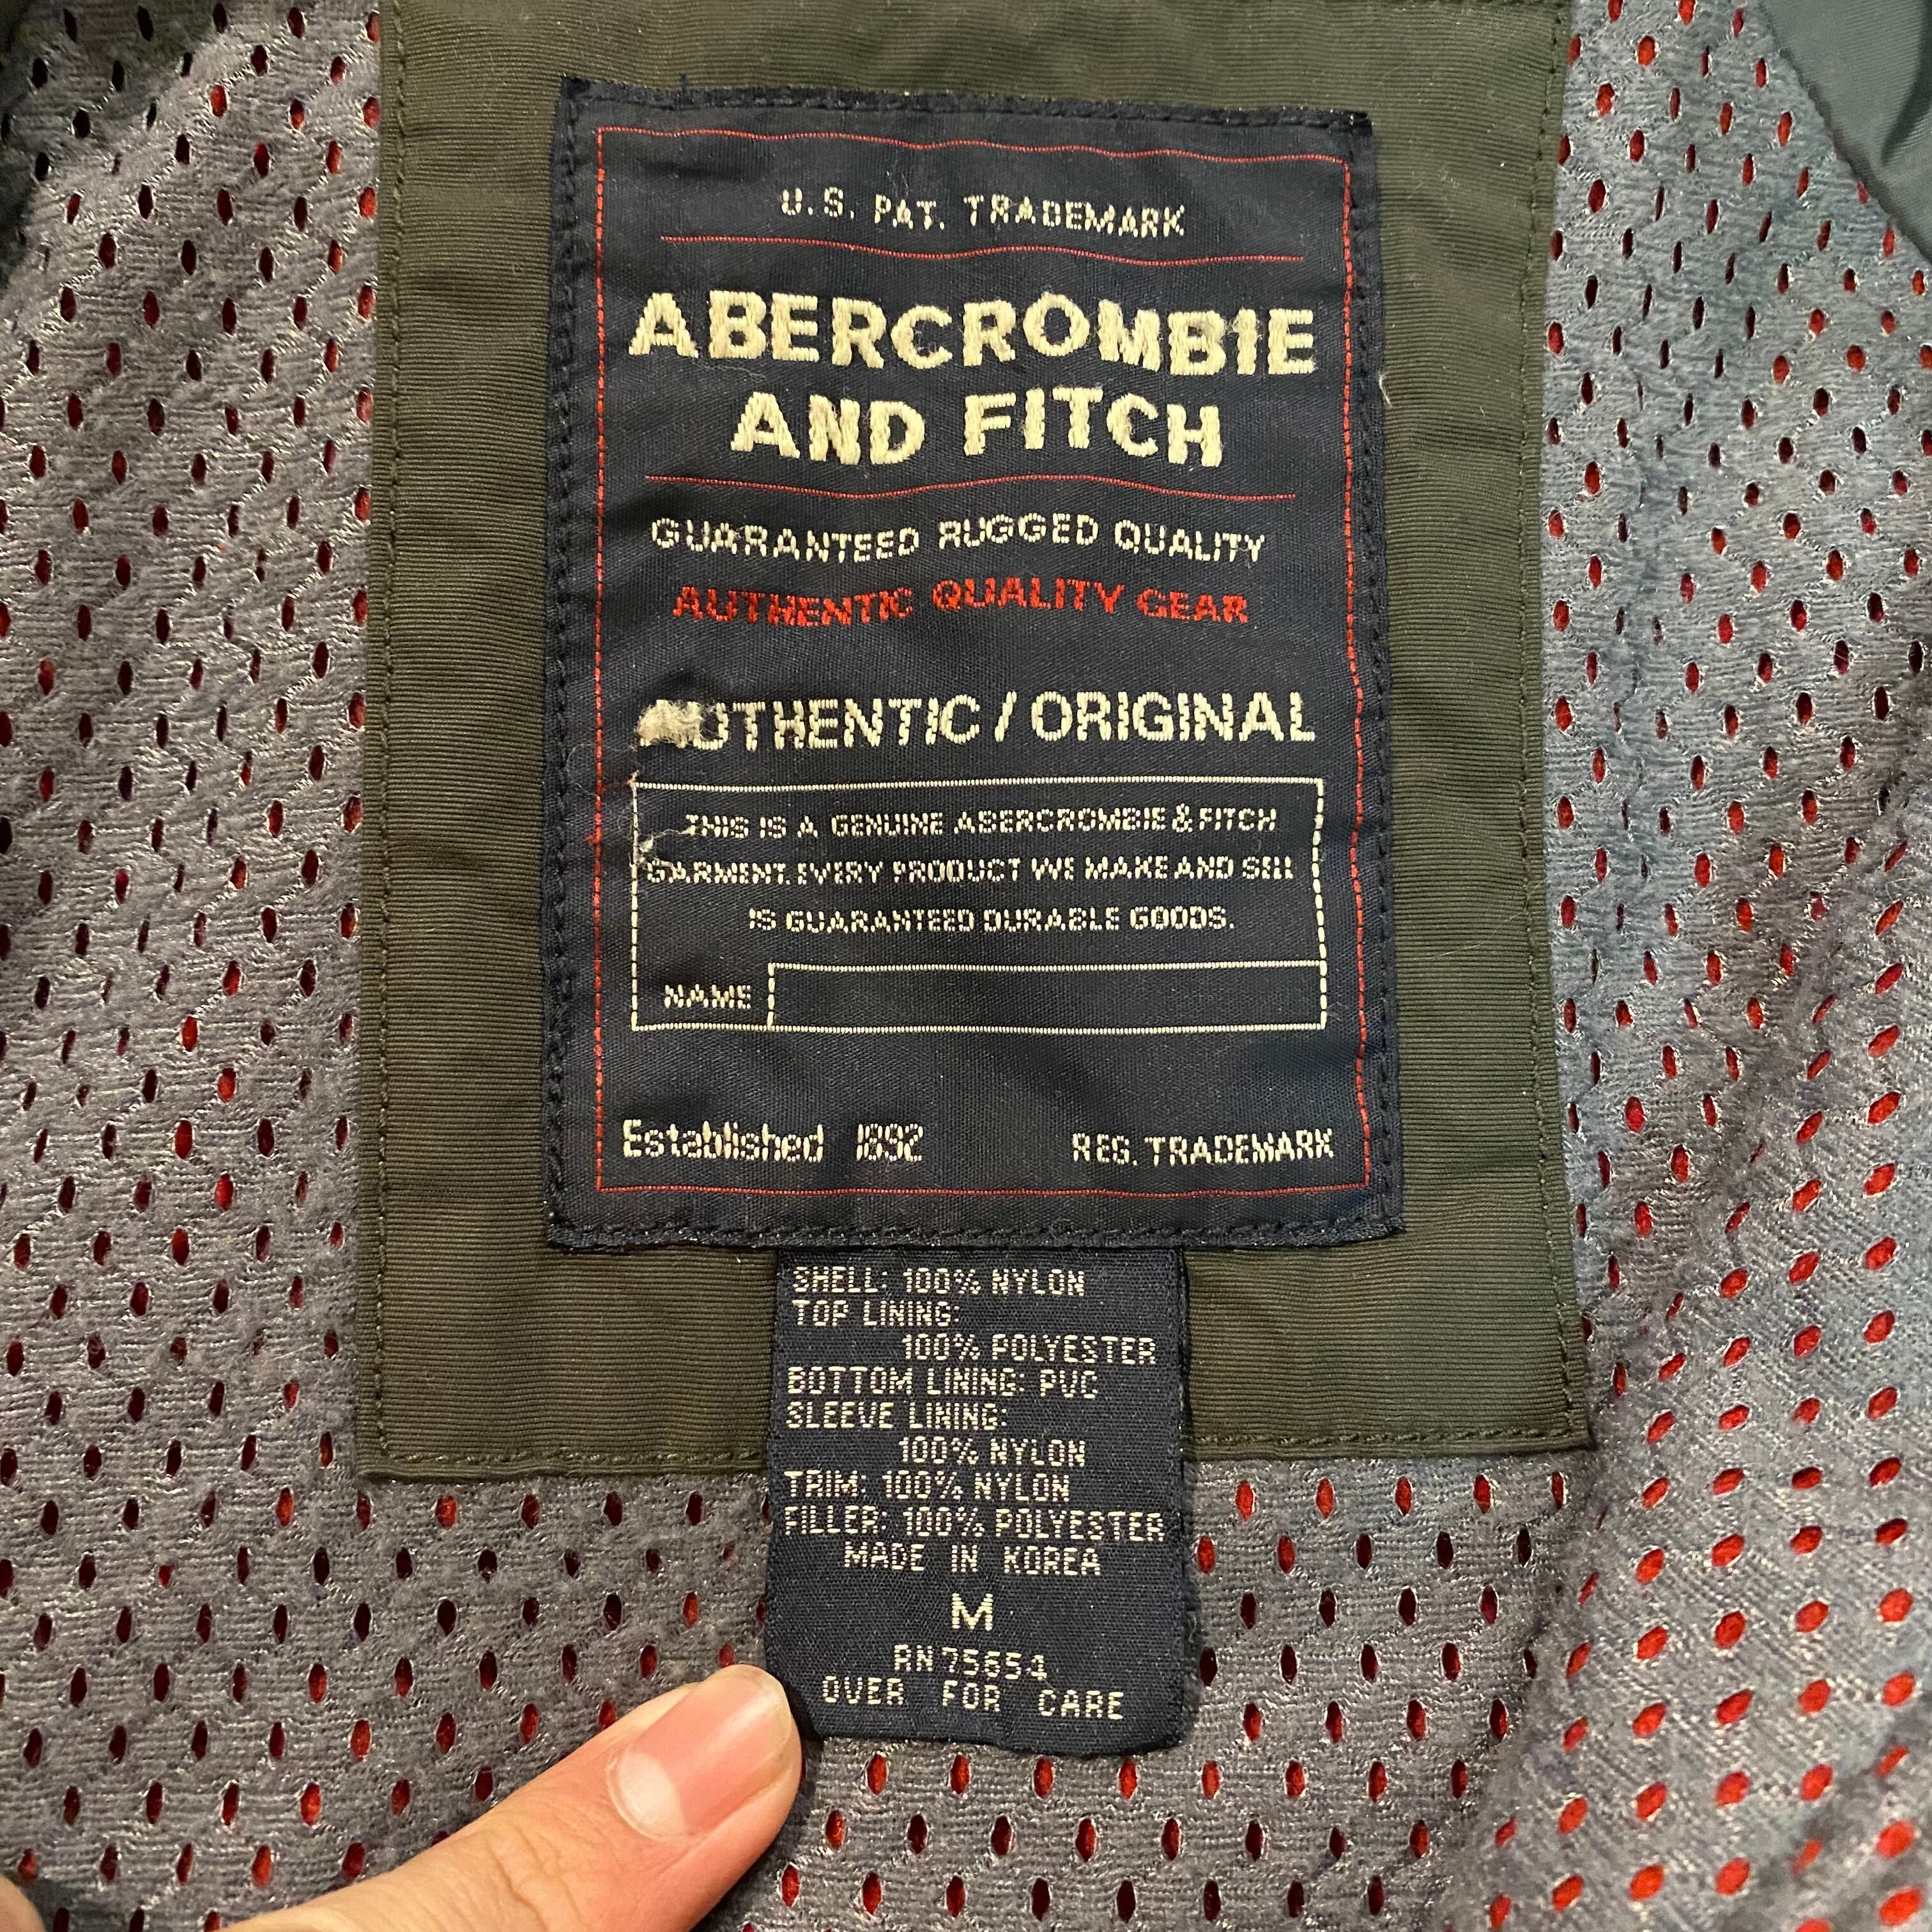 U.S. PAT. TRADEMARK
ABERCROMBIE
AND FITCH
GUARANTEED RUGGED QUALITY
AUTHENTIC QUALITY GEAR
AUTHENTIC / ORIGINAL
THIS IS A GENUINE ABERCROMBIE & FITCH
GARMENT. EVERY PRODUCT WE MAKE AND SELL
IS GUARANTEED DURABLE GOODS.
NAME
Established 1892 REG. TRADEMARK
SHELL: 100% NYLON
TOP LINING:
100% POLYESTER
BOTTOM LINING: PVC
SLEEVE LINING:
100% NYLON
TRIM: 100% NYLON
FILLER: 100% POLYESTER
MADE IN KOREA
M
RN75654
OVER FOR CARE